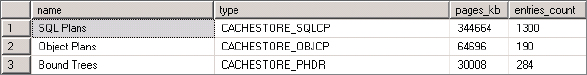 name type pages_kb entries_count
1 SQL Plans CACHESTORE_SQLCP 344664 1300
2 Object Plans CACHESTORE_OBJCP 64696 190
3 Bound Trees CACHESTORE_PHDR 30008 284